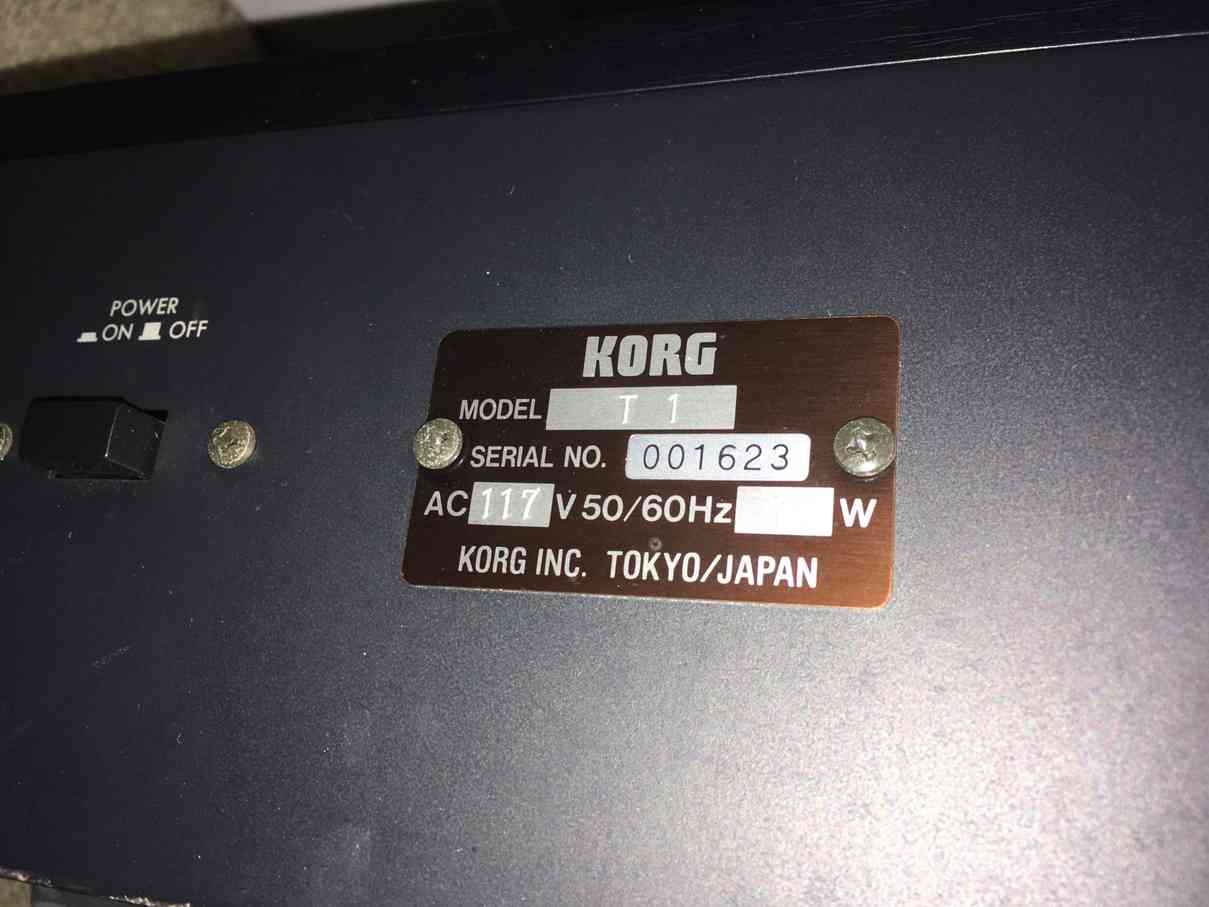 POWER
ON OFF
KORG
MODEL T 1
SERIAL NO. 001623
AC 117 V 50/60Hz W
KORG INC. TOKYO/JAPAN